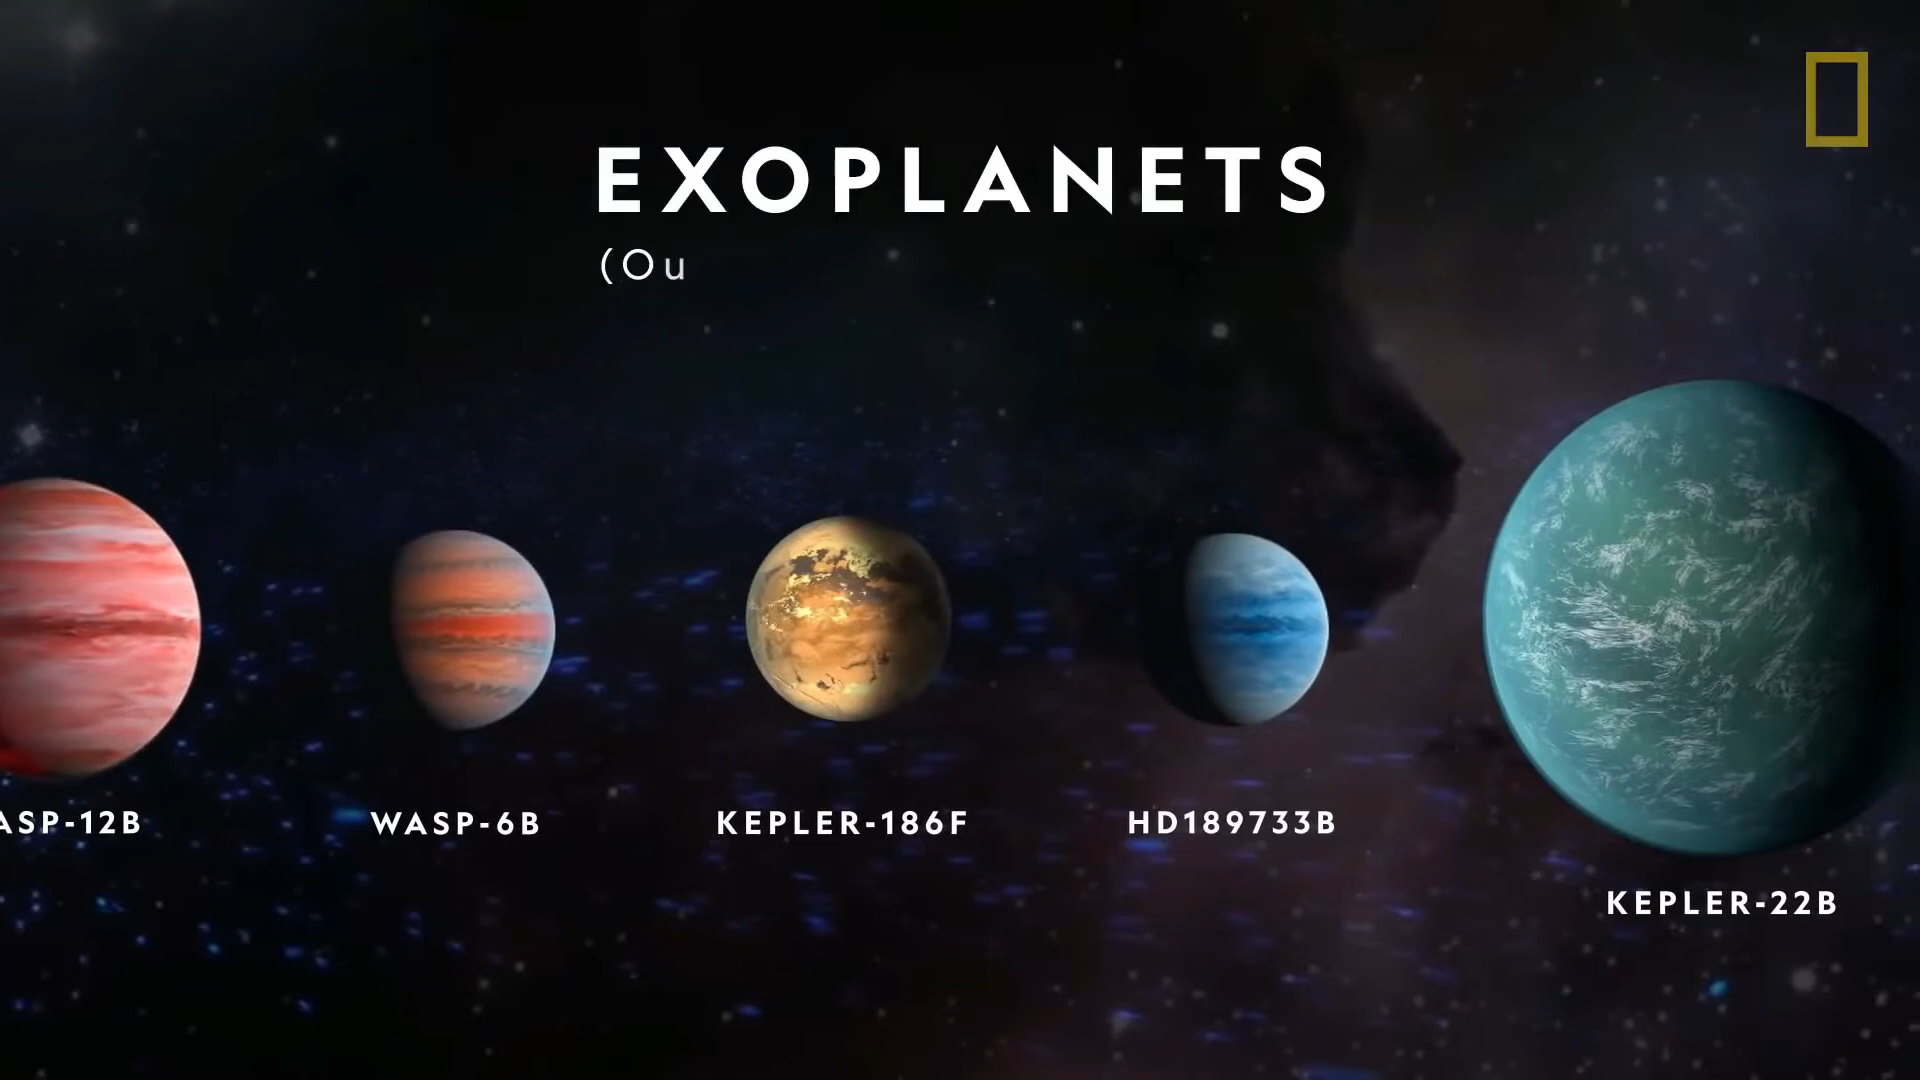 EXOPLANETS
(Ou
ASP-12B
WASP-6B
KEPLER-186F
HD189733B
KEPLER-22B